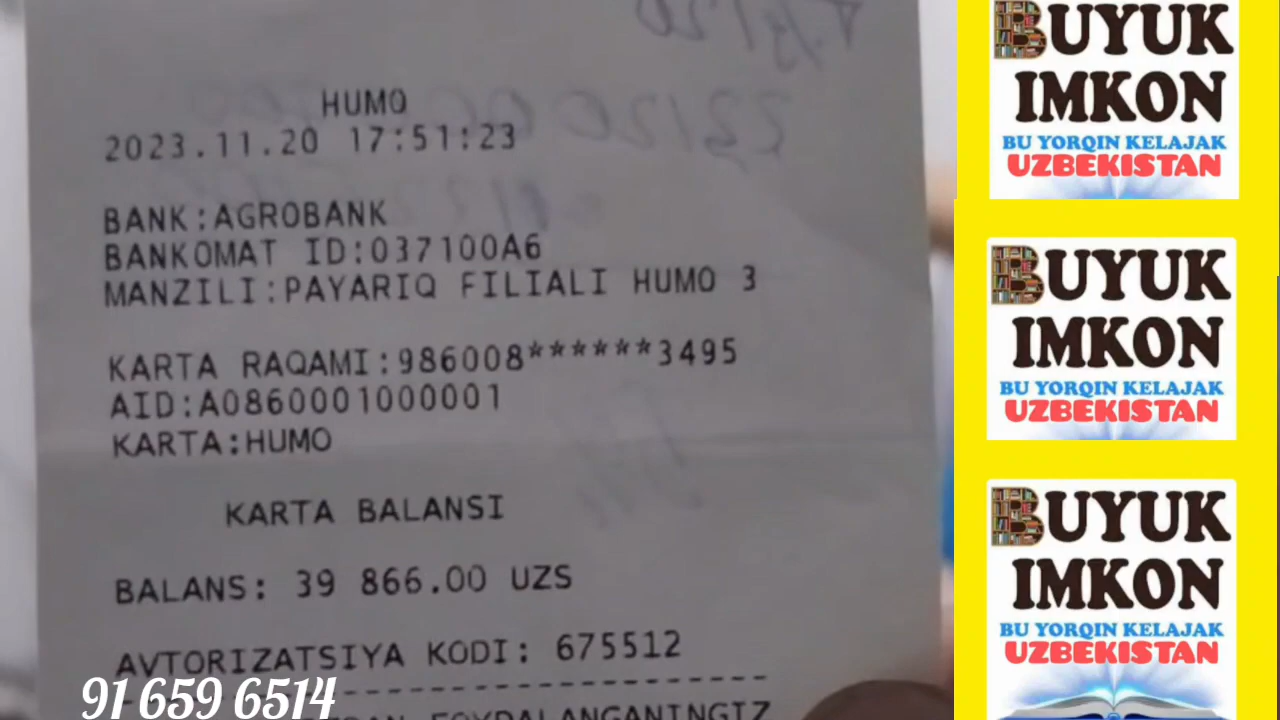 HUMO
2023.11.20 17:51:23
BANK:AGROBANK
BANKOMAT ID:037100A6
MANZILI:PAYARIQ FILIALI HUMO 3
KARTA RAQAMI:986008******3495
AID:A0860001000001
KARTA:HUMO
KARTA BALANSI
BALANS: 39 866.00 UZS
AVTORIZATSIYA KODI: 675512
91 659 6514
FOYDALANGANINGIZ
BUYUK
IMKON
BU YORQIN KELAJAK
UZBEKISTAN
BUYUK
IMKON
BU YORQIN KELAJAK
UZBEKISTAN
BUYUK
IMKON
BU YORQIN KELAJAK
UZBEKISTAN